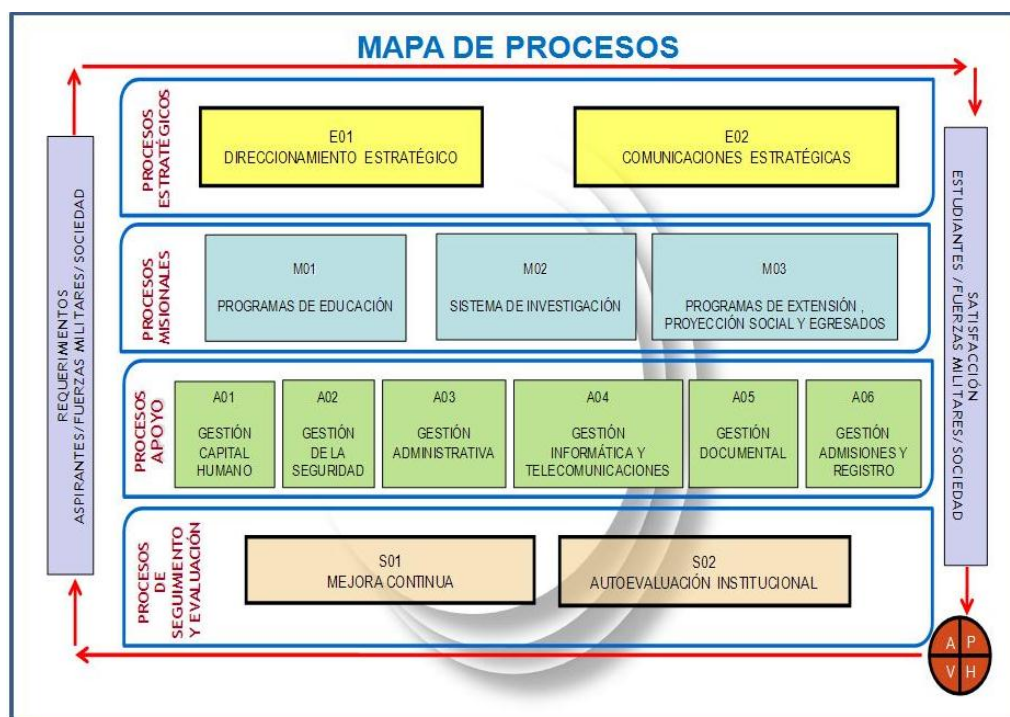 MAPA DE PROCESOS
REQUERIMIENTOS
ASPIRANTES/FUERZAS MILITARES/SOCIEDAD
PROCESOS
ESTRATÉGICOS
E01
DIRECCIONAMIENTO ESTRATÉGICO
E02
COMUNICACIONES ESTRATÉGICAS
PROCESOS
MISIONALES
M01
PROGRAMAS DE EDUCACIÓN
M02
SISTEMA DE INVESTIGACIÓN
M03
PROGRAMAS DE EXTENSIÓN ,
PROYECCIÓN SOCIAL Y EGRESADOS
PROCESOS
APOYO
A01
GESTIÓN
CAPITAL
HUMANO
A02
GESTIÓN
DE LA
SEGURIDAD
A03
GESTIÓN
ADMINISTRATIVA
A04
GESTIÓN
INFORMÁTICA Y
TELECOMUNICACIONES
A05
GESTIÓN
DOCUMENTAL
A06
GESTIÓN
ADMISIONES Y
REGISTRO
PROCESOS
DE
SEGUIMIENTO
Y EVALUACIÓN
S01
MEJORA CONTINUA
S02
AUTOEVALUACIÓN INSTITUCIONAL
SATISFACCIÓN
ESTUDIANTES /FUERZAS MILITARES/SOCIEDAD
A P
V H